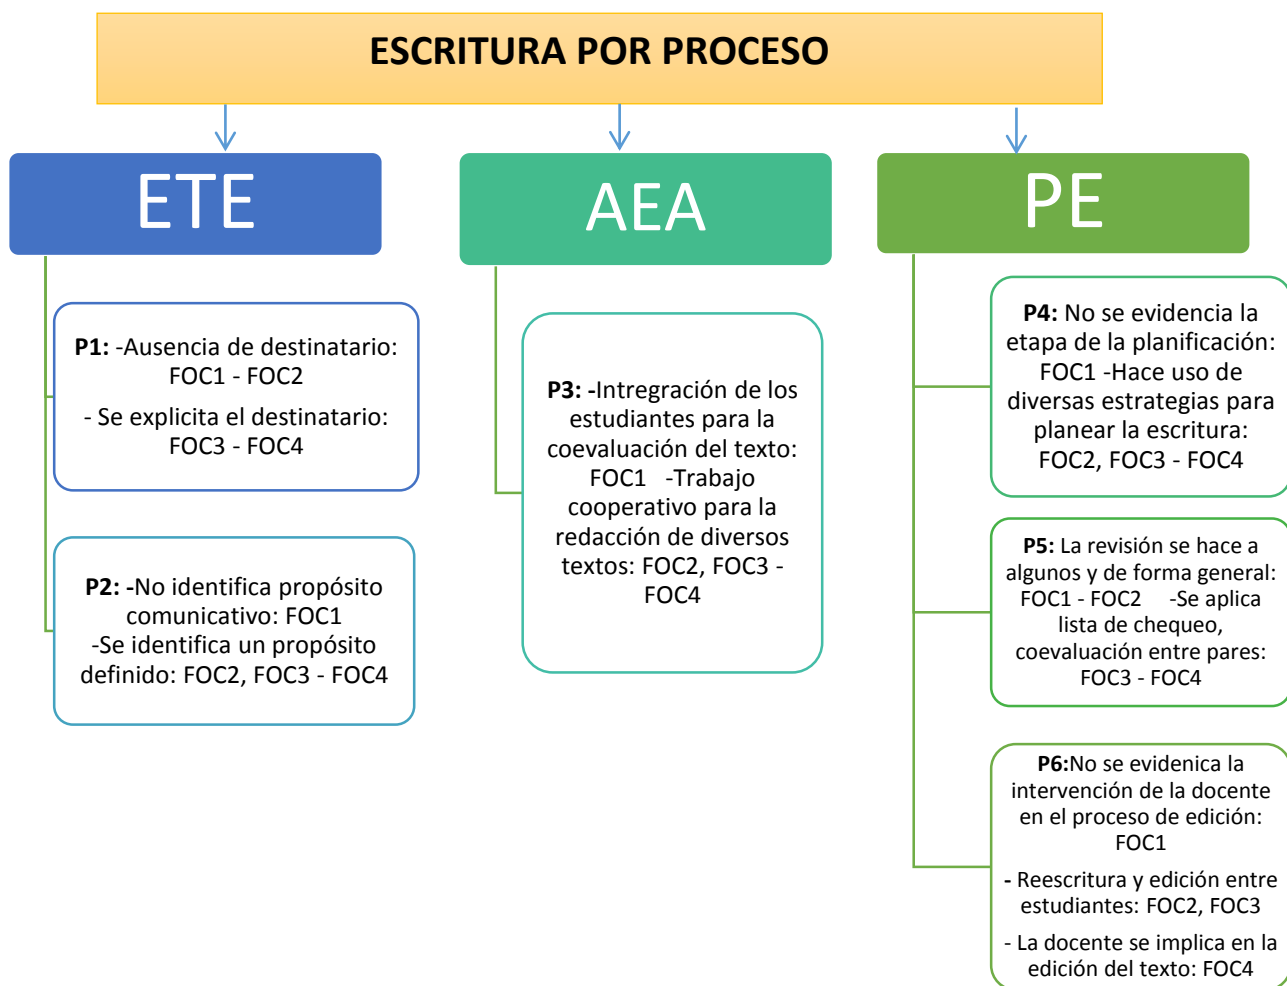 ESCRITURA POR PROCESO
ETE
P1: -Ausencia de destinatario:
FOC1 - FOC2
- Se explicita el destinatario:
FOC3 - FOC4
P2: -No identifica propósito
comunicativo: FOC1
-Se identifica un propósito
definido: FOC2, FOC3 - FOC4
AEA
P3: -Intregración de los
estudiantes para la
coevaluación del texto:
FOC1 -Trabajo
cooperativo para la
redacción de diversos
textos: FOC2, FOC3 -
FOC4
PE
P4: No se evidencia la
etapa de la planificación:
FOC1 -Hace uso de
diversas estrategias para
planear la escritura:
FOC2, FOC3 - FOC4
P5: La revisión se hace a
algunos y de forma general:
FOC1 - FOC2 -Se aplica
lista de chequeo,
coevaluación entre pares:
FOC3 - FOC4
P6:No se evidenica la
intervención de la docente
en el proceso de edición:
FOC1
- Reescritura y edición entre
estudiantes: FOC2, FOC3
- La docente se implica en la
edición del texto: FOC4